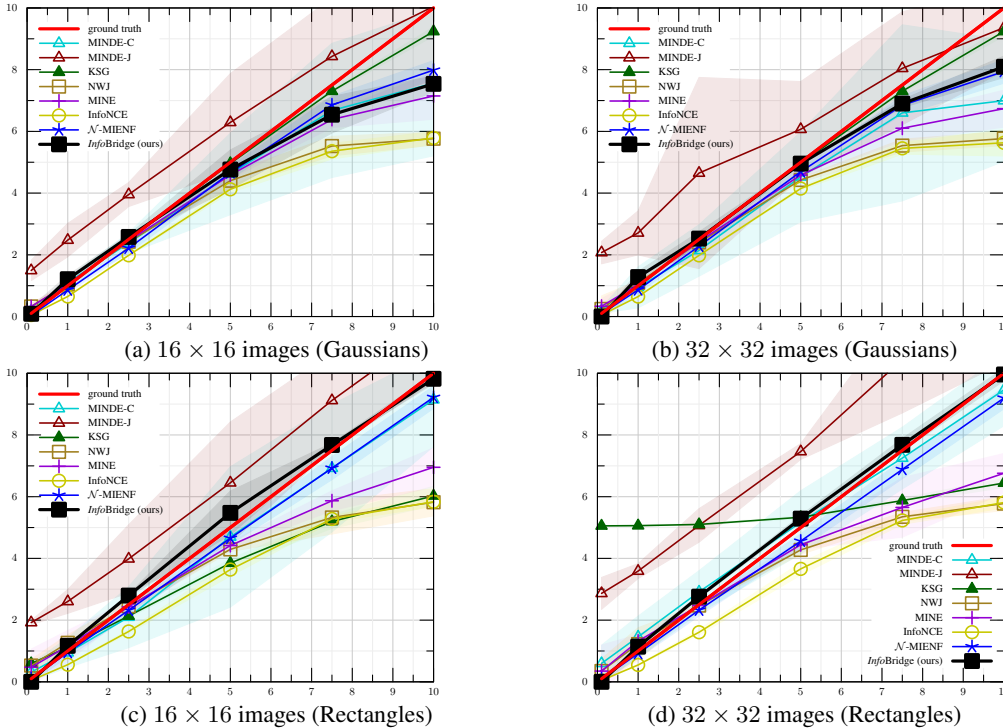 10
8
6
4
2
0
ground truth
MINDE-C
MINDE-J
KSG
NWJ
MINE
InfoNCE
𝒩-MIENF
InfoBridge (ours)
0 1 2 3 4 5 6 7 8 9 10
(a) 16 × 16 images (Gaussians)
10
8
6
4
2
0
ground truth
MINDE-C
MINDE-J
KSG
NWJ
MINE
InfoNCE
𝒩-MIENF
InfoBridge (ours)
0 1 2 3 4 5 6 7 8 9 10
(b) 32 × 32 images (Gaussians)
10
8
6
4
2
0
ground truth
MINDE-C
MINDE-J
KSG
NWJ
MINE
InfoNCE
𝒩-MIENF
InfoBridge (ours)
0 1 2 3 4 5 6 7 8 9 10
(c) 16 × 16 images (Rectangles)
10
8
6
4
2
0
ground truth
MINDE-C
MINDE-J
KSG
NWJ
MINE
InfoNCE
𝒩-MIENF
InfoBridge (ours)
0 1 2 3 4 5 6 7 8 9 10
(d) 32 × 32 images (Rectangles)